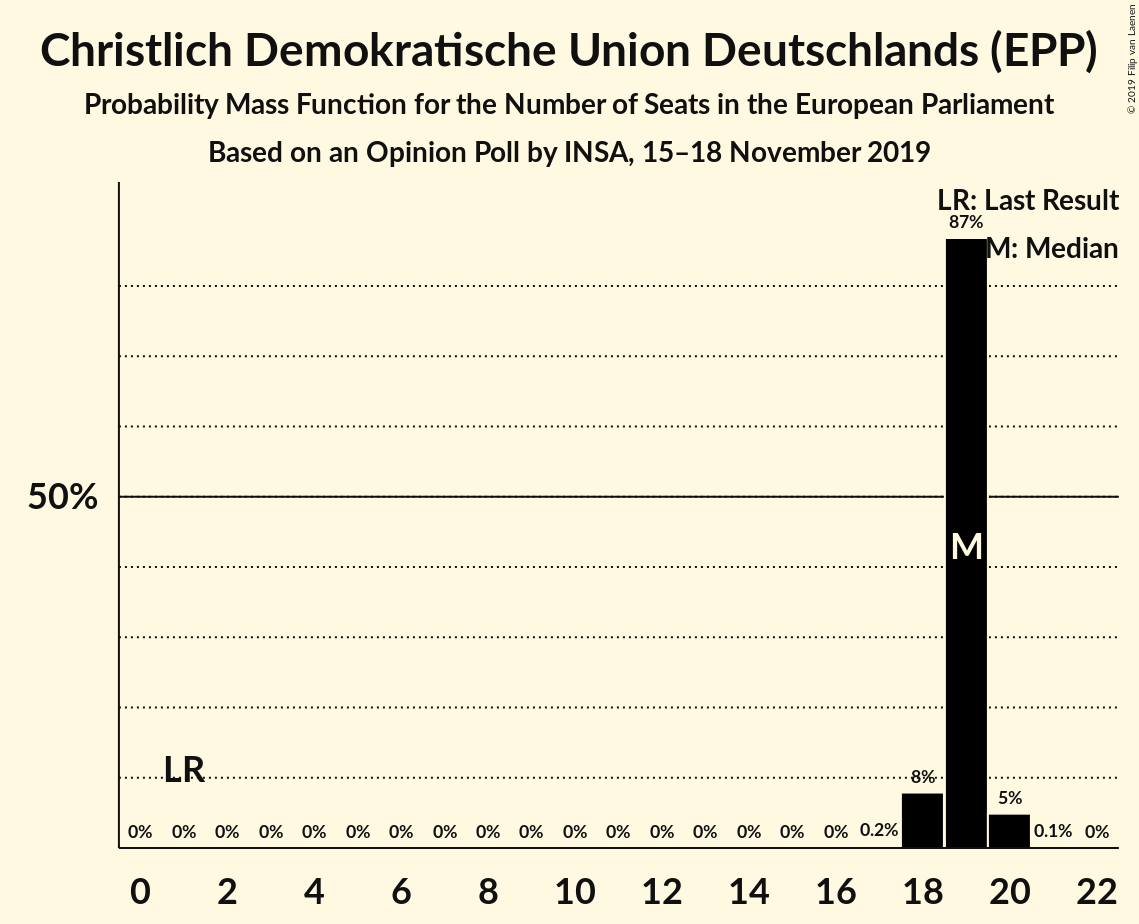 Christlich Demokratische Union Deutschlands (EPP)
Probability Mass Function for the Number of Seats in the European Parliament
Based on an Opinion Poll by INSA, 15–18 November 2019
© 2019 Filip van Laenen
LR: Last Result
87%
M: Median
50%
M
LR
8%
5%
0% 0% 0% 0% 0% 0% 0% 0% 0% 0% 0% 0% 0% 0% 0% 0% 0% 0.2% 0.1% 0%
0 2 4 6 8 10 12 14 16 18 20 22